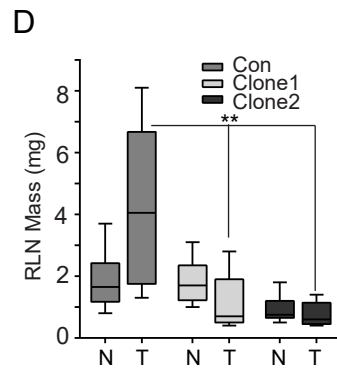 D
Con
Clone1
Clone2
**
8
6
4
2
0
RLN Mass (mg)
N T N T N T